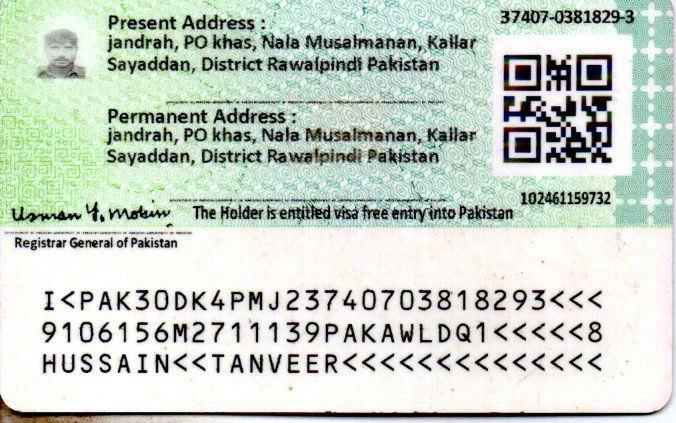 37407-0381829-3
Present Address :
jandrah, PO khas, Nala Musalmanan, Kallar
Sayaddan, District Rawalpindi Pakistan
Permanent Address :
jandrah, PO khas, Nala Musalmanan, Kallar
Sayaddan, District Rawalpindi Pakistan
102461159732
Usman Y. Mobin
The Holder is entitled visa free entry into Pakistan
Registrar General of Pakistan
I<PAK30DK4PMJ23740703818293<<<
9106156M2711139PAKAWLDQ1<<<<<8
HUSSAIN<<TANVEER<<<<<<<<<<<<<<